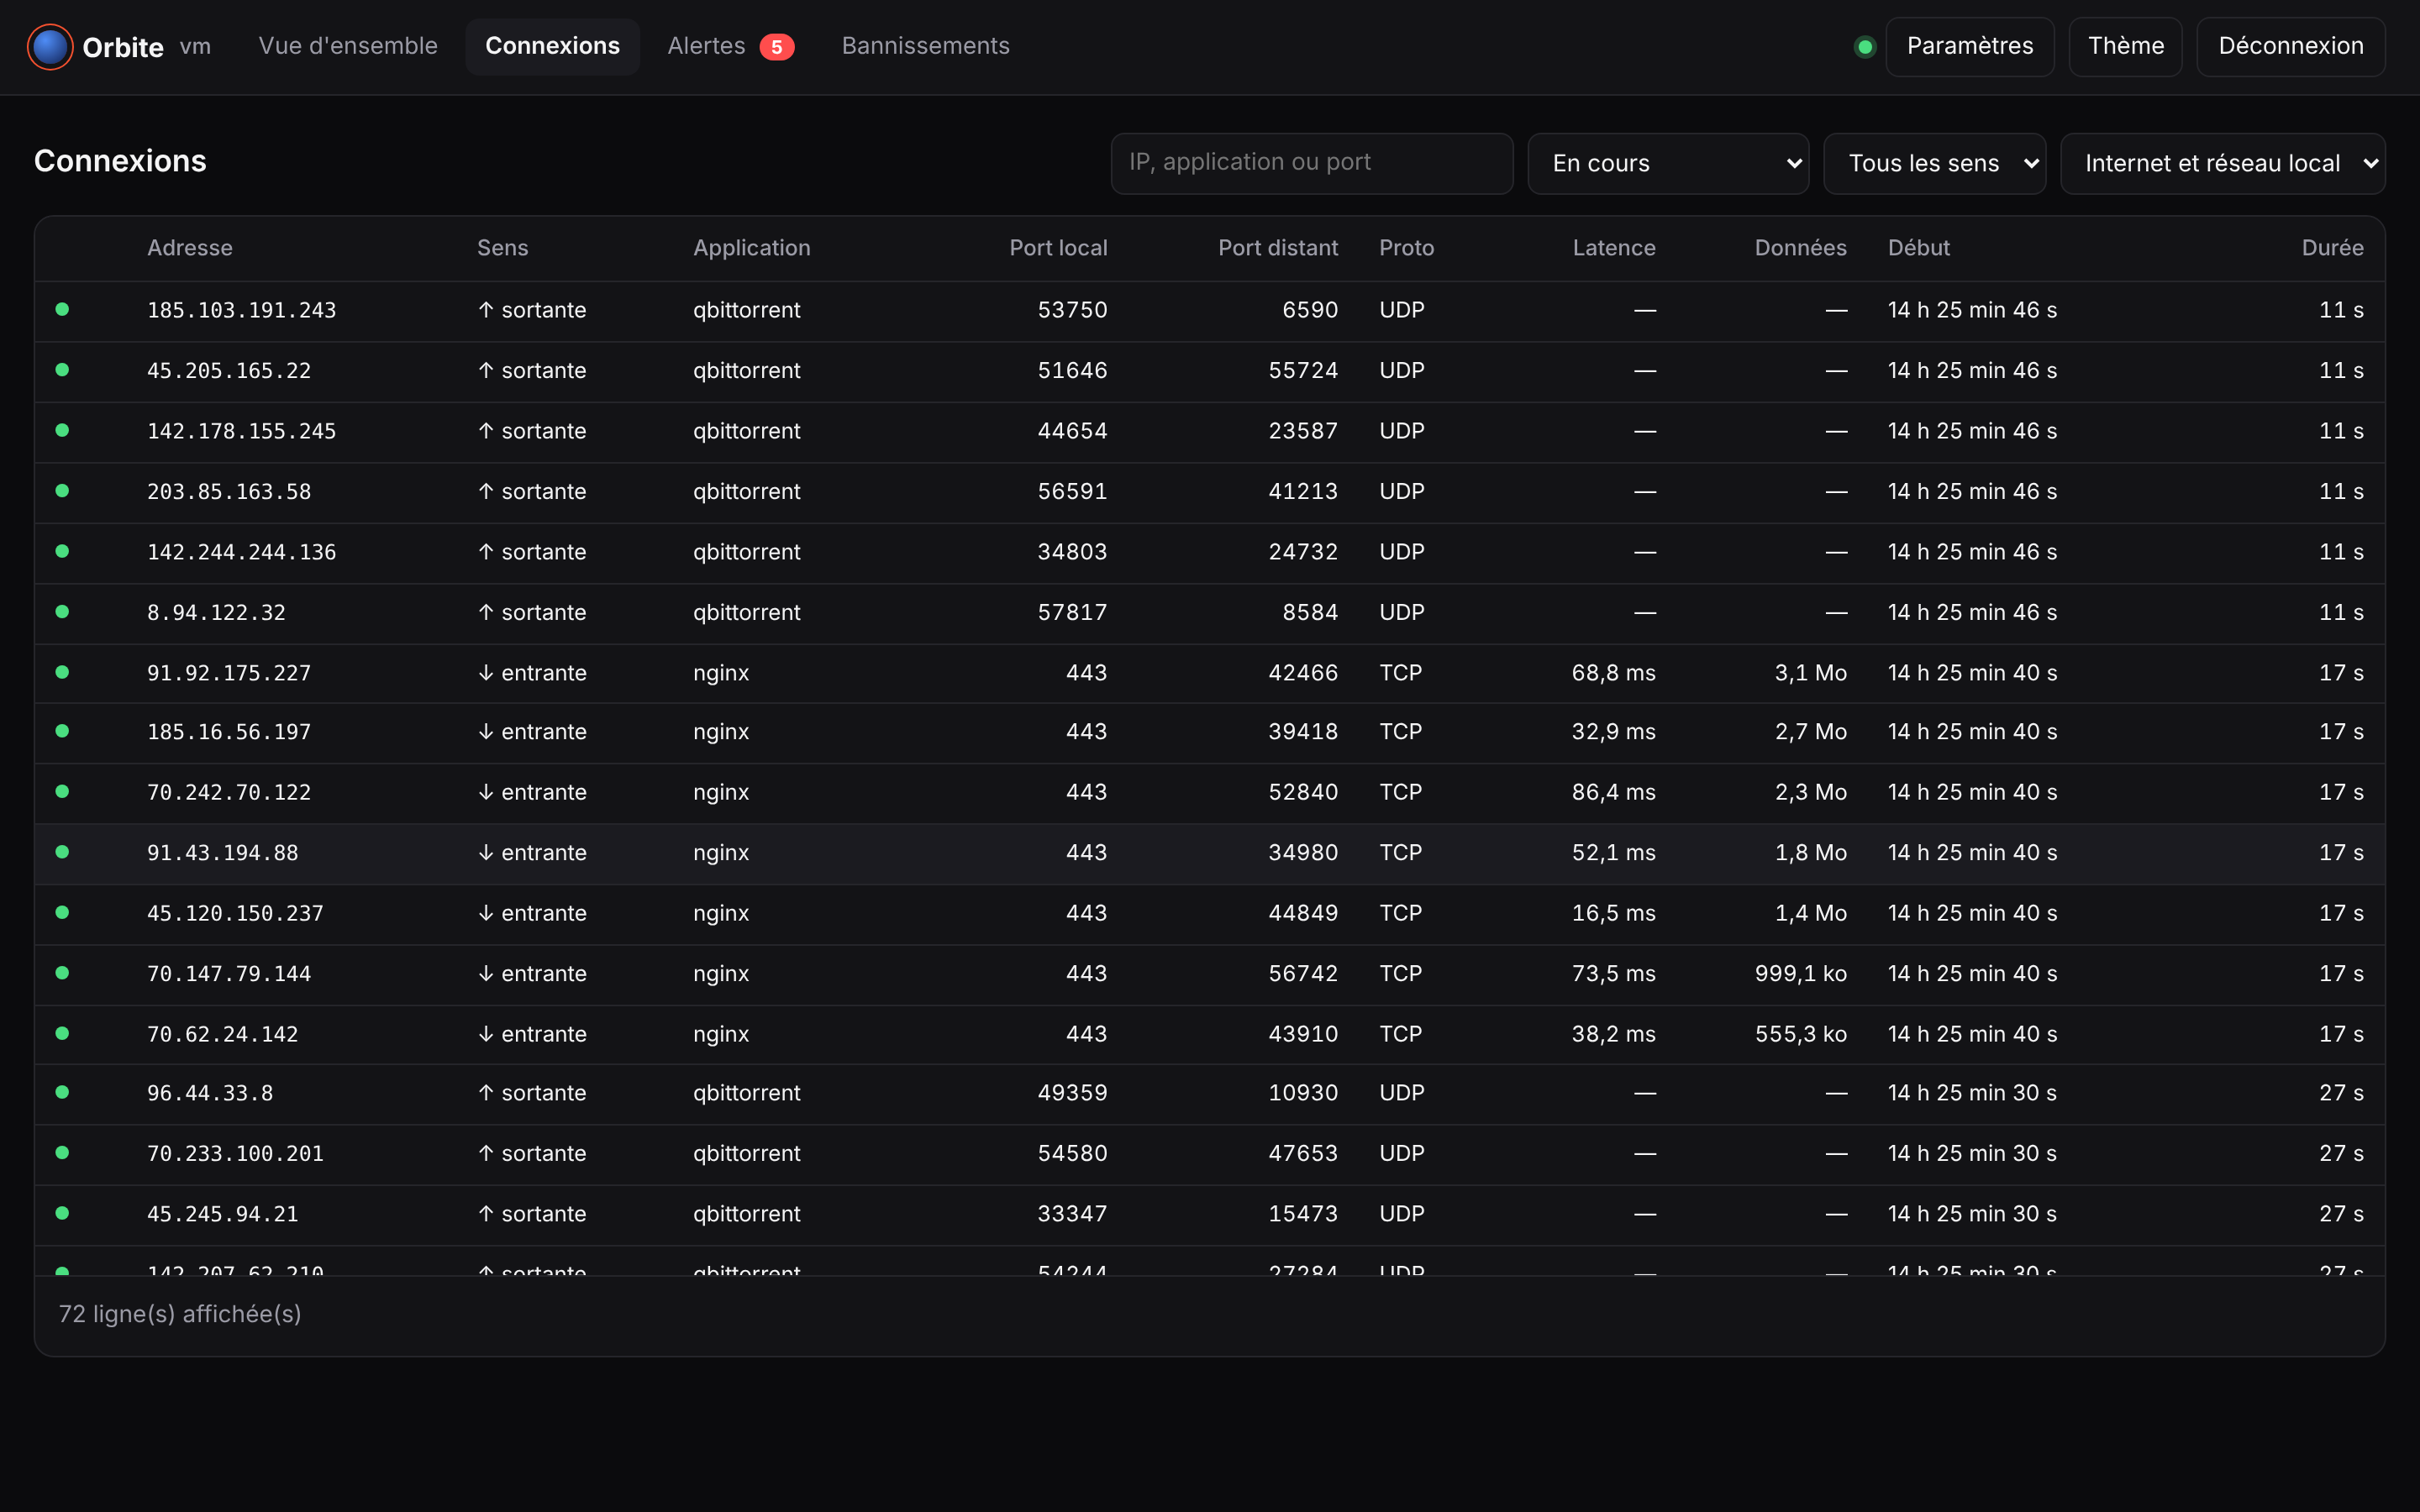 Orbite vm Vue d'ensemble Connexions Alertes 5 Bannissements Paramètres Thème Déconnexion
Connexions IP, application ou port En cours Tous les sens Internet et réseau local
Adresse Sens Application Port local Port distant Proto Latence Données Début Durée
185.103.191.243 ↑ sortante qbittorrent 53750 6590 UDP — — 14 h 25 min 46 s 11 s
45.205.165.22 ↑ sortante qbittorrent 51646 55724 UDP — — 14 h 25 min 46 s 11 s
142.178.155.245 ↑ sortante qbittorrent 44654 23587 UDP — — 14 h 25 min 46 s 11 s
203.85.163.58 ↑ sortante qbittorrent 56591 41213 UDP — — 14 h 25 min 46 s 11 s
142.244.244.136 ↑ sortante qbittorrent 34803 24732 UDP — — 14 h 25 min 46 s 11 s
8.94.122.32 ↑ sortante qbittorrent 57817 8584 UDP — — 14 h 25 min 46 s 11 s
91.92.175.227 ↓ entrante nginx 443 42466 TCP 68,8 ms 3,1 Mo 14 h 25 min 40 s 17 s
185.16.56.197 ↓ entrante nginx 443 39418 TCP 32,9 ms 2,7 Mo 14 h 25 min 40 s 17 s
70.242.70.122 ↓ entrante nginx 443 52840 TCP 86,4 ms 2,3 Mo 14 h 25 min 40 s 17 s
91.43.194.88 ↓ entrante nginx 443 34980 TCP 52,1 ms 1,8 Mo 14 h 25 min 40 s 17 s
45.120.150.237 ↓ entrante nginx 443 44849 TCP 16,5 ms 1,4 Mo 14 h 25 min 40 s 17 s
70.147.79.144 ↓ entrante nginx 443 56742 TCP 73,5 ms 999,1 ko 14 h 25 min 40 s 17 s
70.62.24.142 ↓ entrante nginx 443 43910 TCP 38,2 ms 555,3 ko 14 h 25 min 40 s 17 s
96.44.33.8 ↑ sortante qbittorrent 49359 10930 UDP — — 14 h 25 min 30 s 27 s
70.233.100.201 ↑ sortante qbittorrent 54580 47653 UDP — — 14 h 25 min 30 s 27 s
45.245.94.21 ↑ sortante qbittorrent 33347 15473 UDP — — 14 h 25 min 30 s 27 s
142.207.62.210 ↑ sortante qbittorrent 54244 27284 UDP — — 14 h 25 min 30 s 27 s
72 ligne(s) affichée(s)